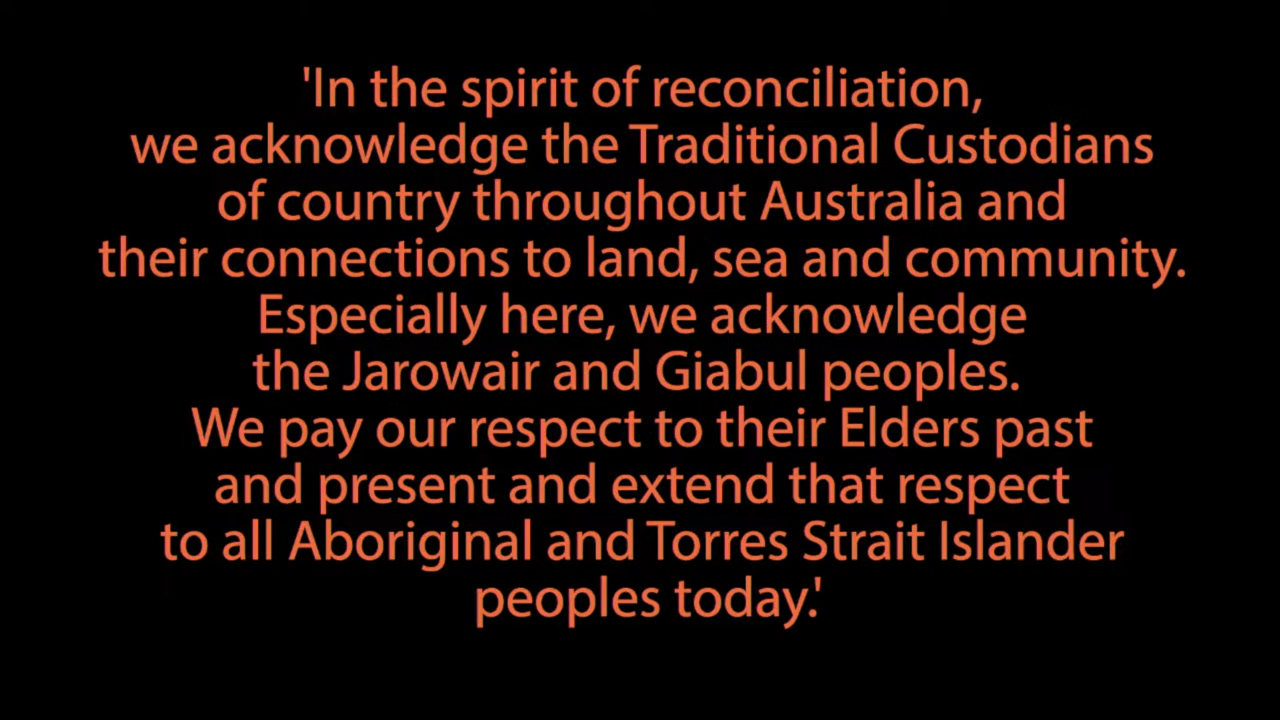 'In the spirit of reconciliation,
we acknowledge the Traditional Custodians
of country throughout Australia and
their connections to land, sea and community.
Especially here, we acknowledge
the Jarowair and Giabul peoples.
We pay our respect to their Elders past
and present and extend that respect
to all Aboriginal and Torres Strait Islander
peoples today.'